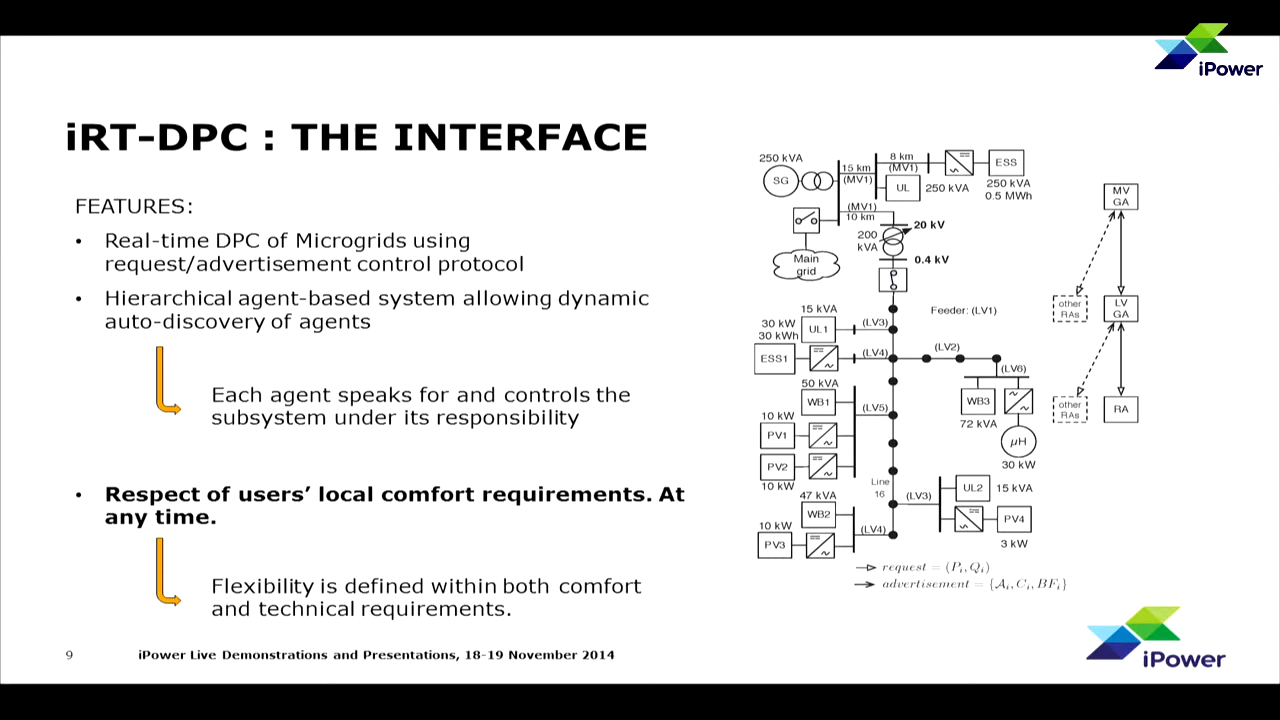 iPower
iRT-DPC : THE INTERFACE
FEATURES:
• Real-time DPC of Microgrids using
request/advertisement control protocol
• Hierarchical agent-based system allowing dynamic
auto-discovery of agents
Each agent speaks for and controls the
subsystem under its responsibility
• Respect of users’ local comfort requirements. At
any time.
Flexibility is defined within both comfort
and technical requirements.
250 kVA
SG
15 km
(MV1)
8 km
(MV1)
UL
250 kVA
ESS
250 kVA
0.5 MWh
(MV1)
10 km
20 kV
200
kVA
Main
grid
0.4 kV
Feeder: (LV1)
15 kVA
30 kW
30 kWh
UL1
(LV3)
ESS1
(LV4)
(LV2)
(LV6)
50 kVA
WB1
(LV5)
10 kW
PV1
PV2
10 kW
WB3
72 kVA
µH
30 kW
47 kVA
WB2
10 kW
PV3
(LV4)
Line
16
(LV3)
UL2
15 kVA
PV4
3 kW
MV
GA
other
RAs
LV
GA
other
RAs
RA
request = (Pᵢ, Qᵢ)
advertisement = {𝒜ᵢ, Cᵢ, BFᵢ}
9
iPower Live Demonstrations and Presentations, 18-19 November 2014
iPower